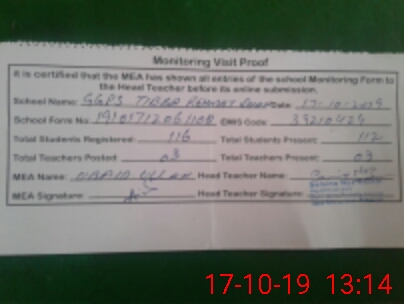 Monitoring Visit Proof
It is certified that the MEA has shown all entries of the school Monitoring Form to
the Head Teacher before its online submission.
School Name: GGPS TIBBA Date 17-10-2019
School Form No EMIS Code: 39210424
Total Students Registered: 116 Total Students Present: 112
Total Teachers Posted: 03 Total Teachers Present: 03
MEA Name: Head Teacher Name:
MEA Signature: Head Teacher Signature:
17-10-19 13:14